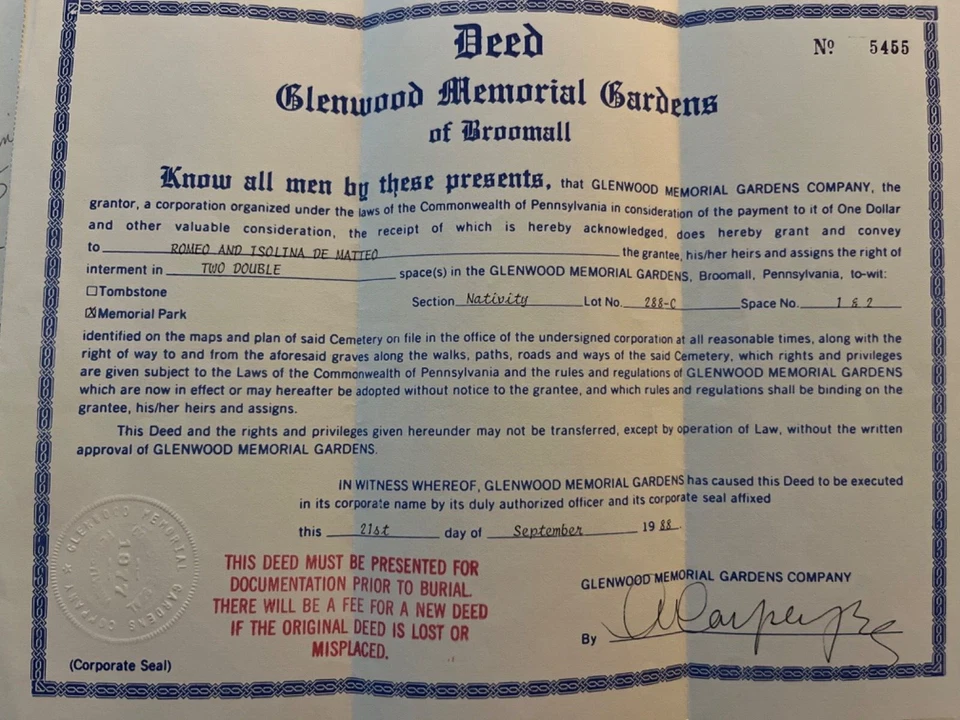 Deed
Nº 5455
Glenwood Memorial Gardens
of Broomall
Know all men by these presents, that GLENWOOD MEMORIAL GARDENS COMPANY, the
grantor, a corporation organized under the laws of the Commonwealth of Pennsylvania in consideration of the payment to it of One Dollar
and other valuable consideration, the receipt of which is hereby acknowledged, does hereby grant and convey
to ROMEO AND ISOLINA DE MATTEO the grantee, his/her heirs and assigns the right of
interment in TWO DOUBLE space(s) in the GLENWOOD MEMORIAL GARDENS, Broomall, Pennsylvania, to-wit:
☐Tombstone
Section Nativity Lot No. 288-C Space No. 1 & 2
☒Memorial Park
identified on the maps and plan of said Cemetery on file in the office of the undersigned corporation at all reasonable times, along with the
right of way to and from the aforesaid graves along the walks, paths, roads and ways of the said Cemetery, which rights and privileges
are given subject to the Laws of the Commonwealth of Pennsylvania and the rules and regulations of GLENWOOD MEMORIAL GARDENS
which are now in effect or may hereafter be adopted without notice to the grantee, and which rules and regulations shall be binding on the
grantee, his/her heirs and assigns.
This Deed and the rights and privileges given hereunder may not be transferred, except by operation of Law, without the written
approval of GLENWOOD MEMORIAL GARDENS.
IN WITNESS WHEREOF, GLENWOOD MEMORIAL GARDENS has caused this Deed to be executed
in its corporate name by its duly authorized officer and its corporate seal affixed
this 21st day of September 19 88.
GLENWOOD MEMORIAL GARDENS COMPANY
1977
THIS DEED MUST BE PRESENTED FOR
DOCUMENTATION PRIOR TO BURIAL.
THERE WILL BE A FEE FOR A NEW DEED
IF THE ORIGINAL DEED IS LOST OR
MISPLACED.
GLENWOOD MEMORIAL GARDENS COMPANY
By
(Corporate Seal)